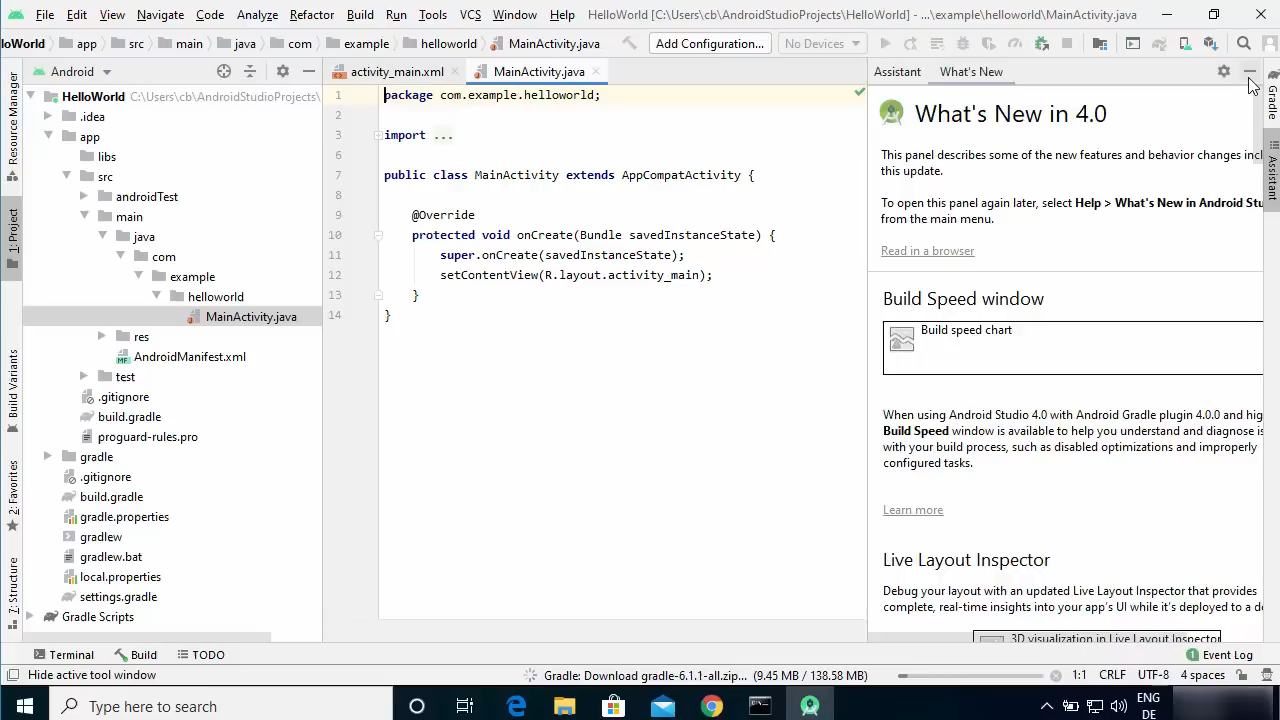 File Edit View Navigate Code Analyze Refactor Build Run Tools VCS Window Help HelloWorld [C:\Users\cb\AndroidStudioProjects\HelloWorld] - ...\example\helloworld\MainActivity.java
loWorld app src main java com example helloworld MainActivity.java Add Configuration... No Devices
Android
activity_main.xml MainActivity.java
Assistant What's New
Resource Manager
1: Project
Build Variants
2: Favorites
7: Structure
HelloWorld C:\Users\cb\AndroidStudioProjects\
.idea
app
libs
src
androidTest
main
java
com
example
helloworld
MainActivity.java
res
AndroidManifest.xml
test
.gitignore
build.gradle
proguard-rules.pro
gradle
.gitignore
build.gradle
gradle.properties
gradlew
gradlew.bat
local.properties
settings.gradle
Gradle Scripts
1 package com.example.helloworld;
2
3 import ...
6
7 public class MainActivity extends AppCompatActivity {
8
9 @Override
10 protected void onCreate(Bundle savedInstanceState) {
11 super.onCreate(savedInstanceState);
12 setContentView(R.layout.activity_main);
13 }
14 }
What's New in 4.0
This panel describes some of the new features and behavior changes incl
this update.
To open this panel again later, select Help > What's New in Android Stu
from the main menu.
Read in a browser
Build Speed window
Build speed chart
When using Android Studio 4.0 with Android Gradle plugin 4.0.0 and hig
Build Speed window is available to help you understand and diagnose is
with your build process, such as disabled optimizations and improperly
configured tasks.
Learn more
Live Layout Inspector
Debug your layout with an updated Live Layout Inspector that provides
complete, real-time insights into your app's UI while it's deployed to a de
3D visualization in Live Layout Inspector
Gradle
Assistant
Terminal Build TODO 1 Event Log
Hide active tool window Gradle: Download gradle-6.1.1-all.zip... (9.45 MB / 138.58 MB) 1:1 CRLF UTF-8 4 spaces
Type here to search
ENG
DE